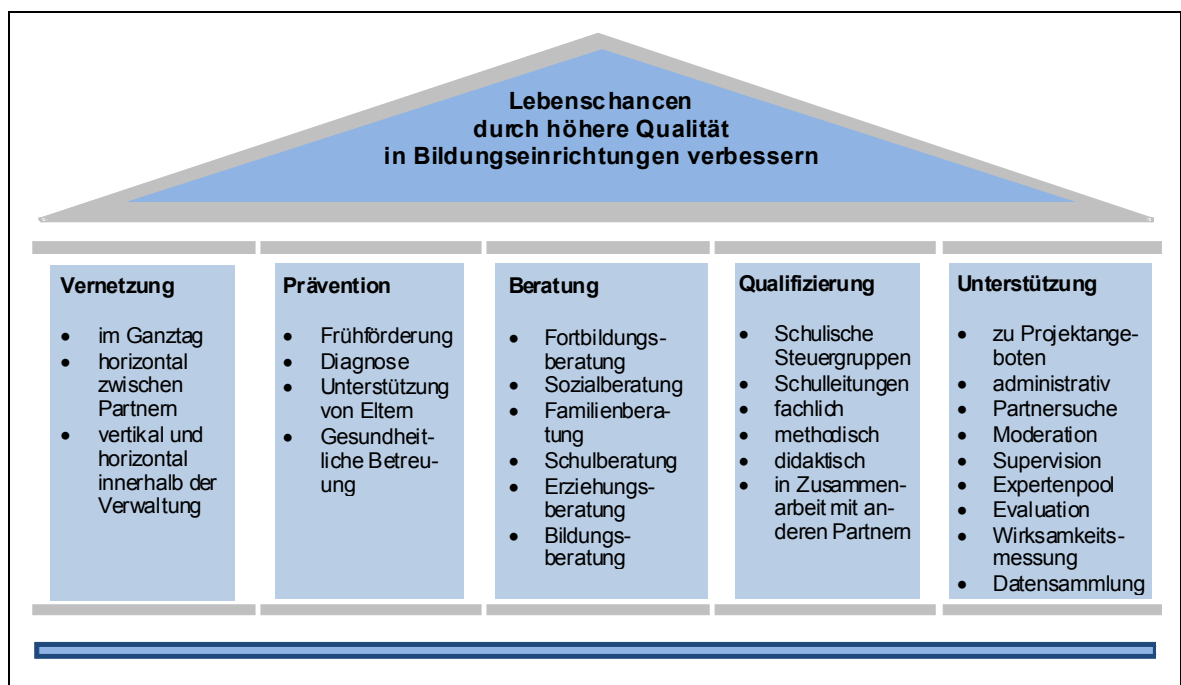 Lebenschancen
durch höhere Qualität
in Bildungseinrichtungen verbessern
Vernetzung
• im Ganztag
• horizontal
zwischen
Partnern
• vertikal und
horizontal
innerhalb der
Verwaltung
Prävention
• Frühförderung
• Diagnose
• Unterstützung
von Eltern
• Gesundheit-
liche Betreu-
ung
Beratung
• Fortbildungs-
beratung
• Sozialberatung
• Familienbera-
tung
• Schulberatung
• Erziehungs-
beratung
• Bildungs-
beratung
Qualifizierung
• Schulische
Steuergruppen
• Schulleitungen
• fachlich
• methodisch
• didaktisch
• in Zusammen-
arbeit mit an-
deren Partnern
Unterstützung
• zu Projektange-
boten
• administrativ
• Partnersuche
• Moderation
• Supervision
• Expertenpool
• Evaluation
• Wirksamkeits-
messung
• Datensammlung